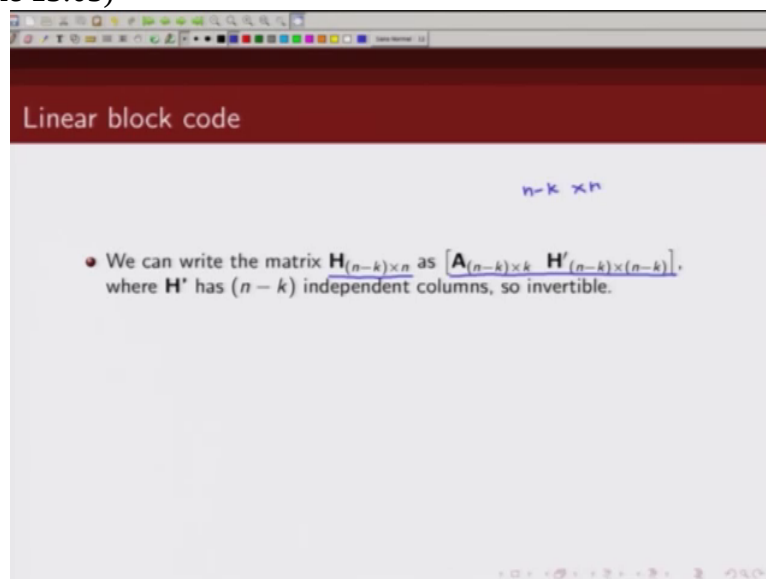 Linear block code
n-k ×n
• We can write the matrix H(n−k)×n as [A(n−k)×k H′(n−k)×(n−k)],
where H' has (n − k) independent columns, so invertible.